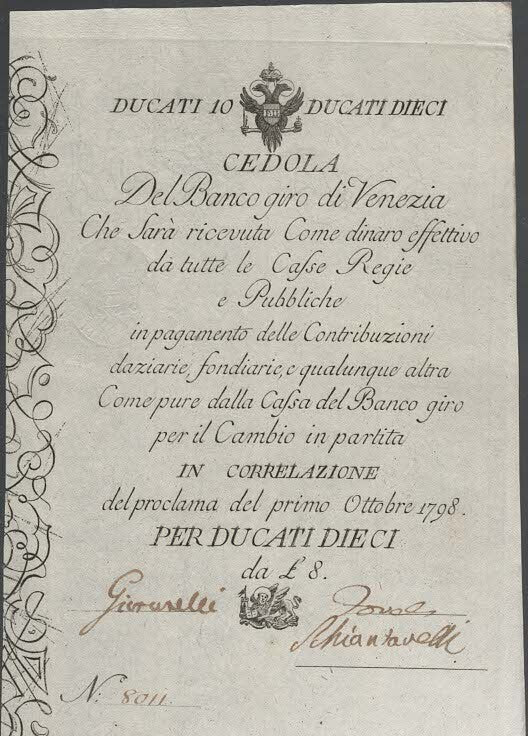 DUCATI 10 DUCATI DIECI
CEDOLA
Del Banco giro di Venezia
Che Sarà ricevuta Come dinaro effettivo
da tutte le Caſse Regie
e Pubbliche
in pagamento delle Contribuzioni
daziarie, fondiarie, e qualunque altra
Come pure dalla Caſsa del Banco giro
per il Cambio in partita
IN CORRELAZIONE
del proclama del primo Ottobre 1798.
PER DUCATI DIECI
da £ 8.
Schiantarelli
N. 8011